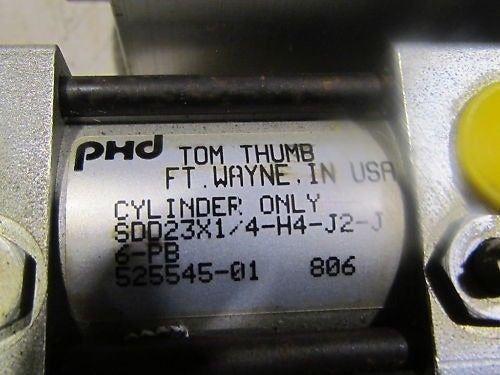 PHD TOM THUMB
FT. WAYNE, IN USA
CYLINDER ONLY
SDD23X1/4-H4-J2-J
6-PB
525545-01 806